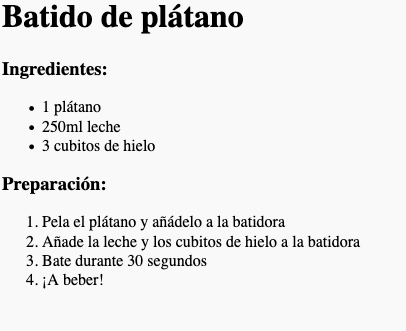 Batido de plátano
Ingredientes:
• 1 plátano
• 250ml leche
• 3 cubitos de hielo
Preparación:
1. Pela el plátano y añádelo a la batidora
2. Añade la leche y los cubitos de hielo a la batidora
3. Bate durante 30 segundos
4. ¡A beber!